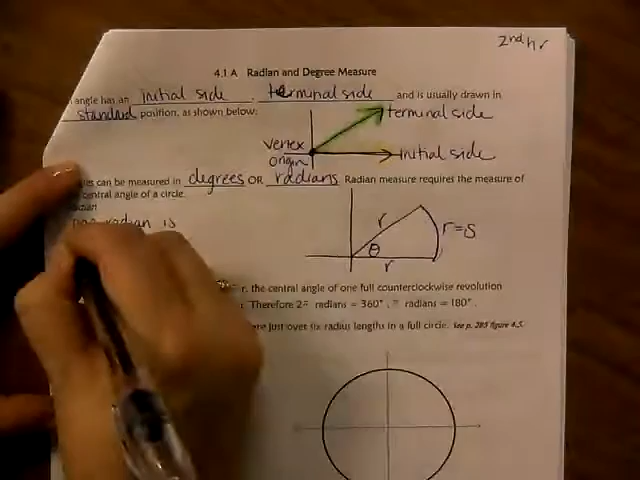 2nd hr
4.1 A Radian and Degree Measure
angle has an initial side, terminal side and is usually drawn in
standard position, as shown below:
terminal side
vertex
origin
initial side
can be measured in degrees OR radians Radian measure requires the measure of
central angle of a circle.
one radian is
r
r=s
θ
r
r, the central angle of one full counterclockwise revolution
Therefore 2π radians = 360°, π radians = 180°.
are just over six radius lengths in a full circle. See p. 283 figure 4.5.